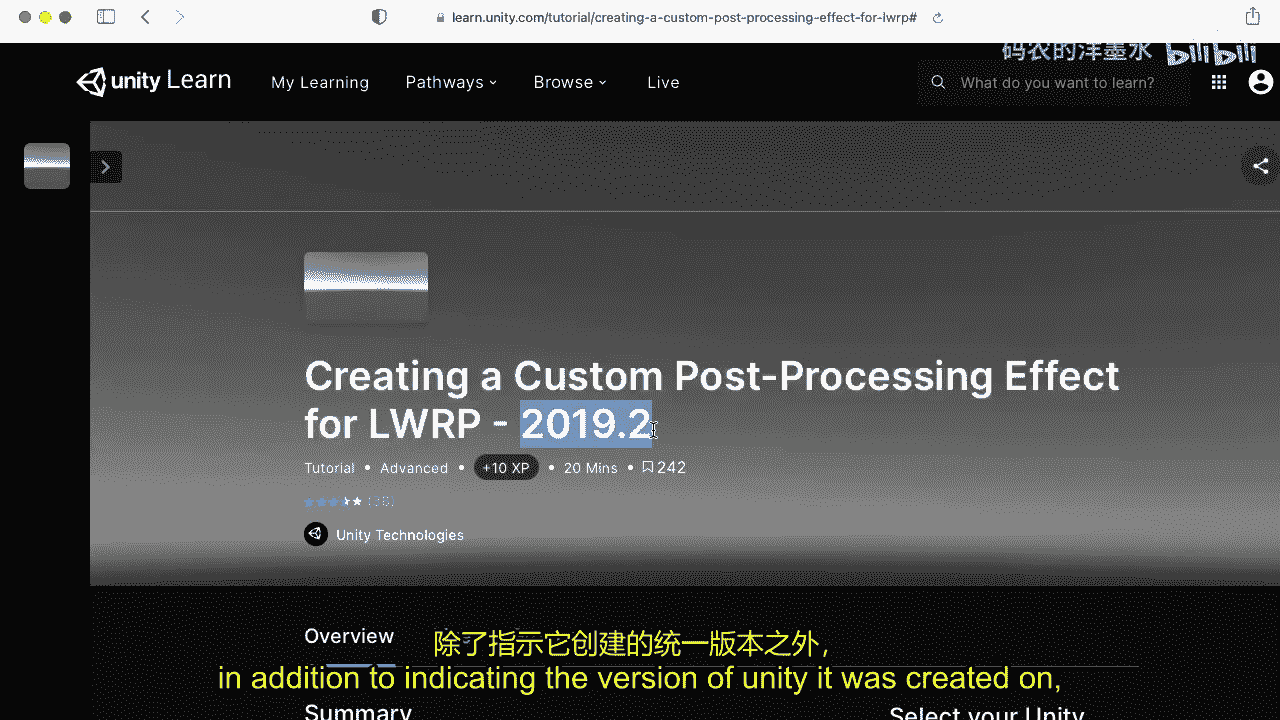 learn.unity.com/tutorial/creating-a-custom-post-processing-effect-for-lwrp#
码农的洋墨水 bilibili
unity Learn My Learning Pathways Browse Live What do you want to learn?
Creating a Custom Post-Processing Effect
for LWRP - 2019.2
Tutorial • Advanced • +10 XP • 20 Mins • 242
Unity Technologies
Overview
除了指示它创建的统一版本之外，
in addition to indicating the version of unity it was created on,
Summary
Select your Unity